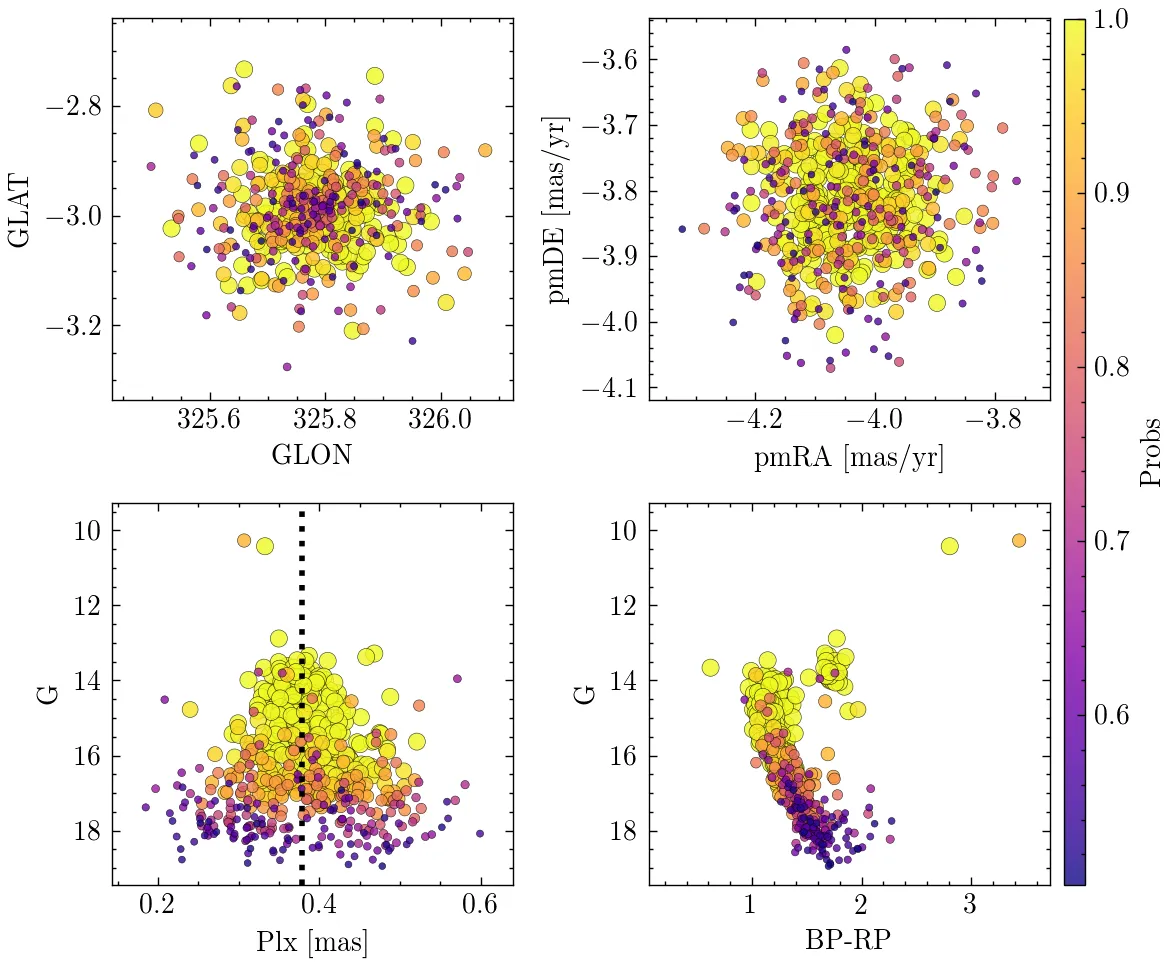 −2.8
−3.0
−3.2
GLAT
325.6 325.8 326.0
GLON
−3.6
−3.7
−3.8
−3.9
−4.0
−4.1
pmDE [mas/yr]
−4.2 −4.0 −3.8
pmRA [mas/yr]
10
12
14
16
18
G
0.2 0.4 0.6
Plx [mas]
10
12
14
16
18
G
1 2 3
BP-RP
1.0
0.9
0.8
0.7
0.6
Probs